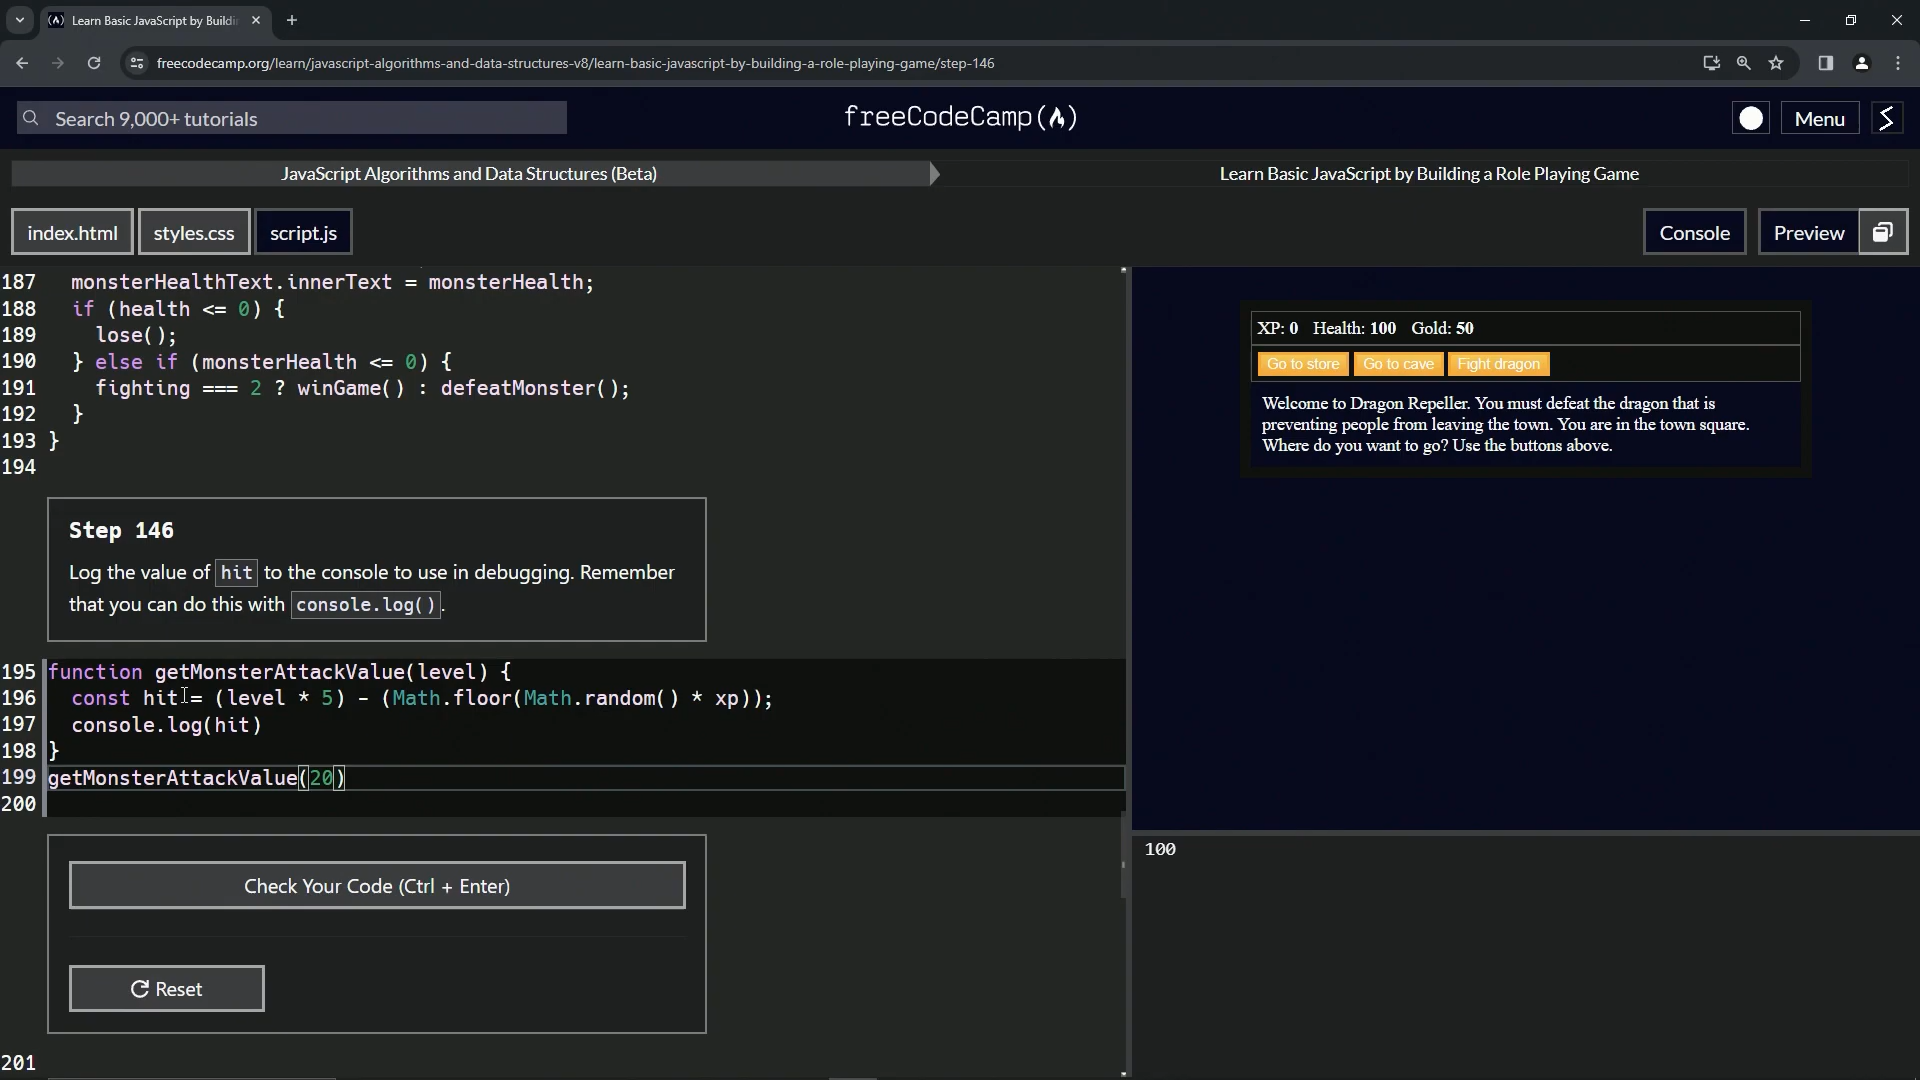 Learn Basic JavaScript by Buildi
freecodecamp.org/learn/javascript-algorithms-and-data-structures-v8/learn-basic-javascript-by-building-a-role-playing-game/step-146
Search 9,000+ tutorials
freeCodeCamp
Menu
JavaScript Algorithms and Data Structures (Beta)
Learn Basic JavaScript by Building a Role Playing Game
index.html
styles.css
script.js
Console
Preview
187 monsterHealthText.innerText = monsterHealth;
188 if (health <= 0) {
189 lose();
190 } else if (monsterHealth <= 0) {
191 fighting === 2 ? winGame() : defeatMonster();
192 }
193 }
194
Step 146
Log the value of hit to the console to use in debugging. Remember
that you can do this with console.log().
195 function getMonsterAttackValue(level) {
196 const hit = (level * 5) - (Math.floor(Math.random() * xp));
197 console.log(hit)
198 }
199 getMonsterAttackValue(20)
200
Check Your Code (Ctrl + Enter)
Reset
201
XP: 0 Health: 100 Gold: 50
Go to store
Go to cave
Fight dragon
Welcome to Dragon Repeller. You must defeat the dragon that is
preventing people from leaving the town. You are in the town square.
Where do you want to go? Use the buttons above.
100